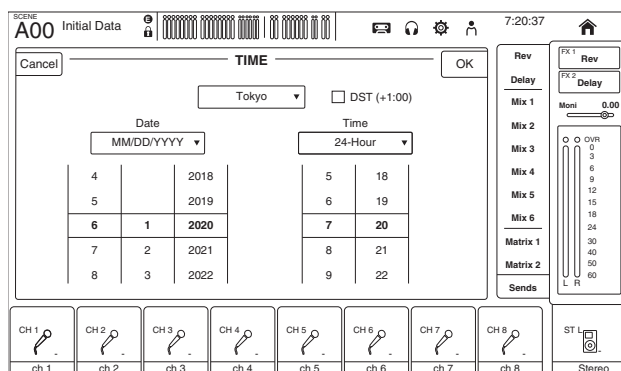 SCENE
A00 Initial Data
E
7:20:37
Cancel
TIME
OK
Tokyo ▼
DST (+1:00)
Date
MM/DD/YYYY ▼
Time
24-Hour ▼
4 2018 5 18
5 2019 6 19
6 1 2020 7 20
7 2 2021 8 21
8 3 2022 9 22
Rev
Delay
Mix 1
Mix 2
Mix 3
Mix 4
Mix 5
Mix 6
Matrix 1
Matrix 2
Sends
FX 1
Rev
FX 2
Delay
Moni 0.00
OVR
0
3
6
9
12
15
18
24
30
40
50
60
L R
CH 1 CH 2 CH 3 CH 4 CH 5 CH 6 CH 7 CH 8 ST L
ch 1 ch 2 ch 3 ch 4 ch 5 ch 6 ch 7 ch 8 Stereo